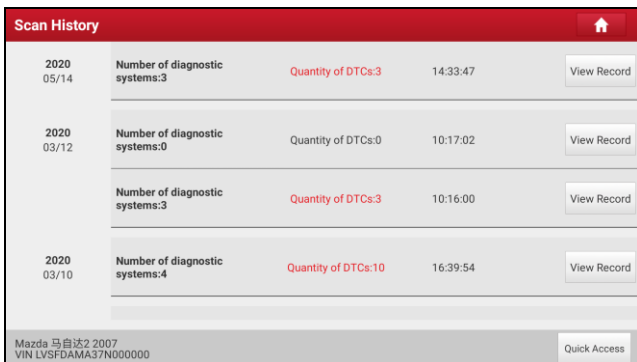 Scan History
2020
05/14
Number of diagnostic
systems:3
Quantity of DTCs:3
14:33:47
View Record
2020
03/12
Number of diagnostic
systems:0
Quantity of DTCs:0
10:17:02
View Record
Number of diagnostic
systems:3
Quantity of DTCs:3
10:16:00
View Record
2020
03/10
Number of diagnostic
systems:4
Quantity of DTCs:10
16:39:54
View Record
Mazda 马自达2 2007
VIN LVSFDAMA37N000000
Quick Access